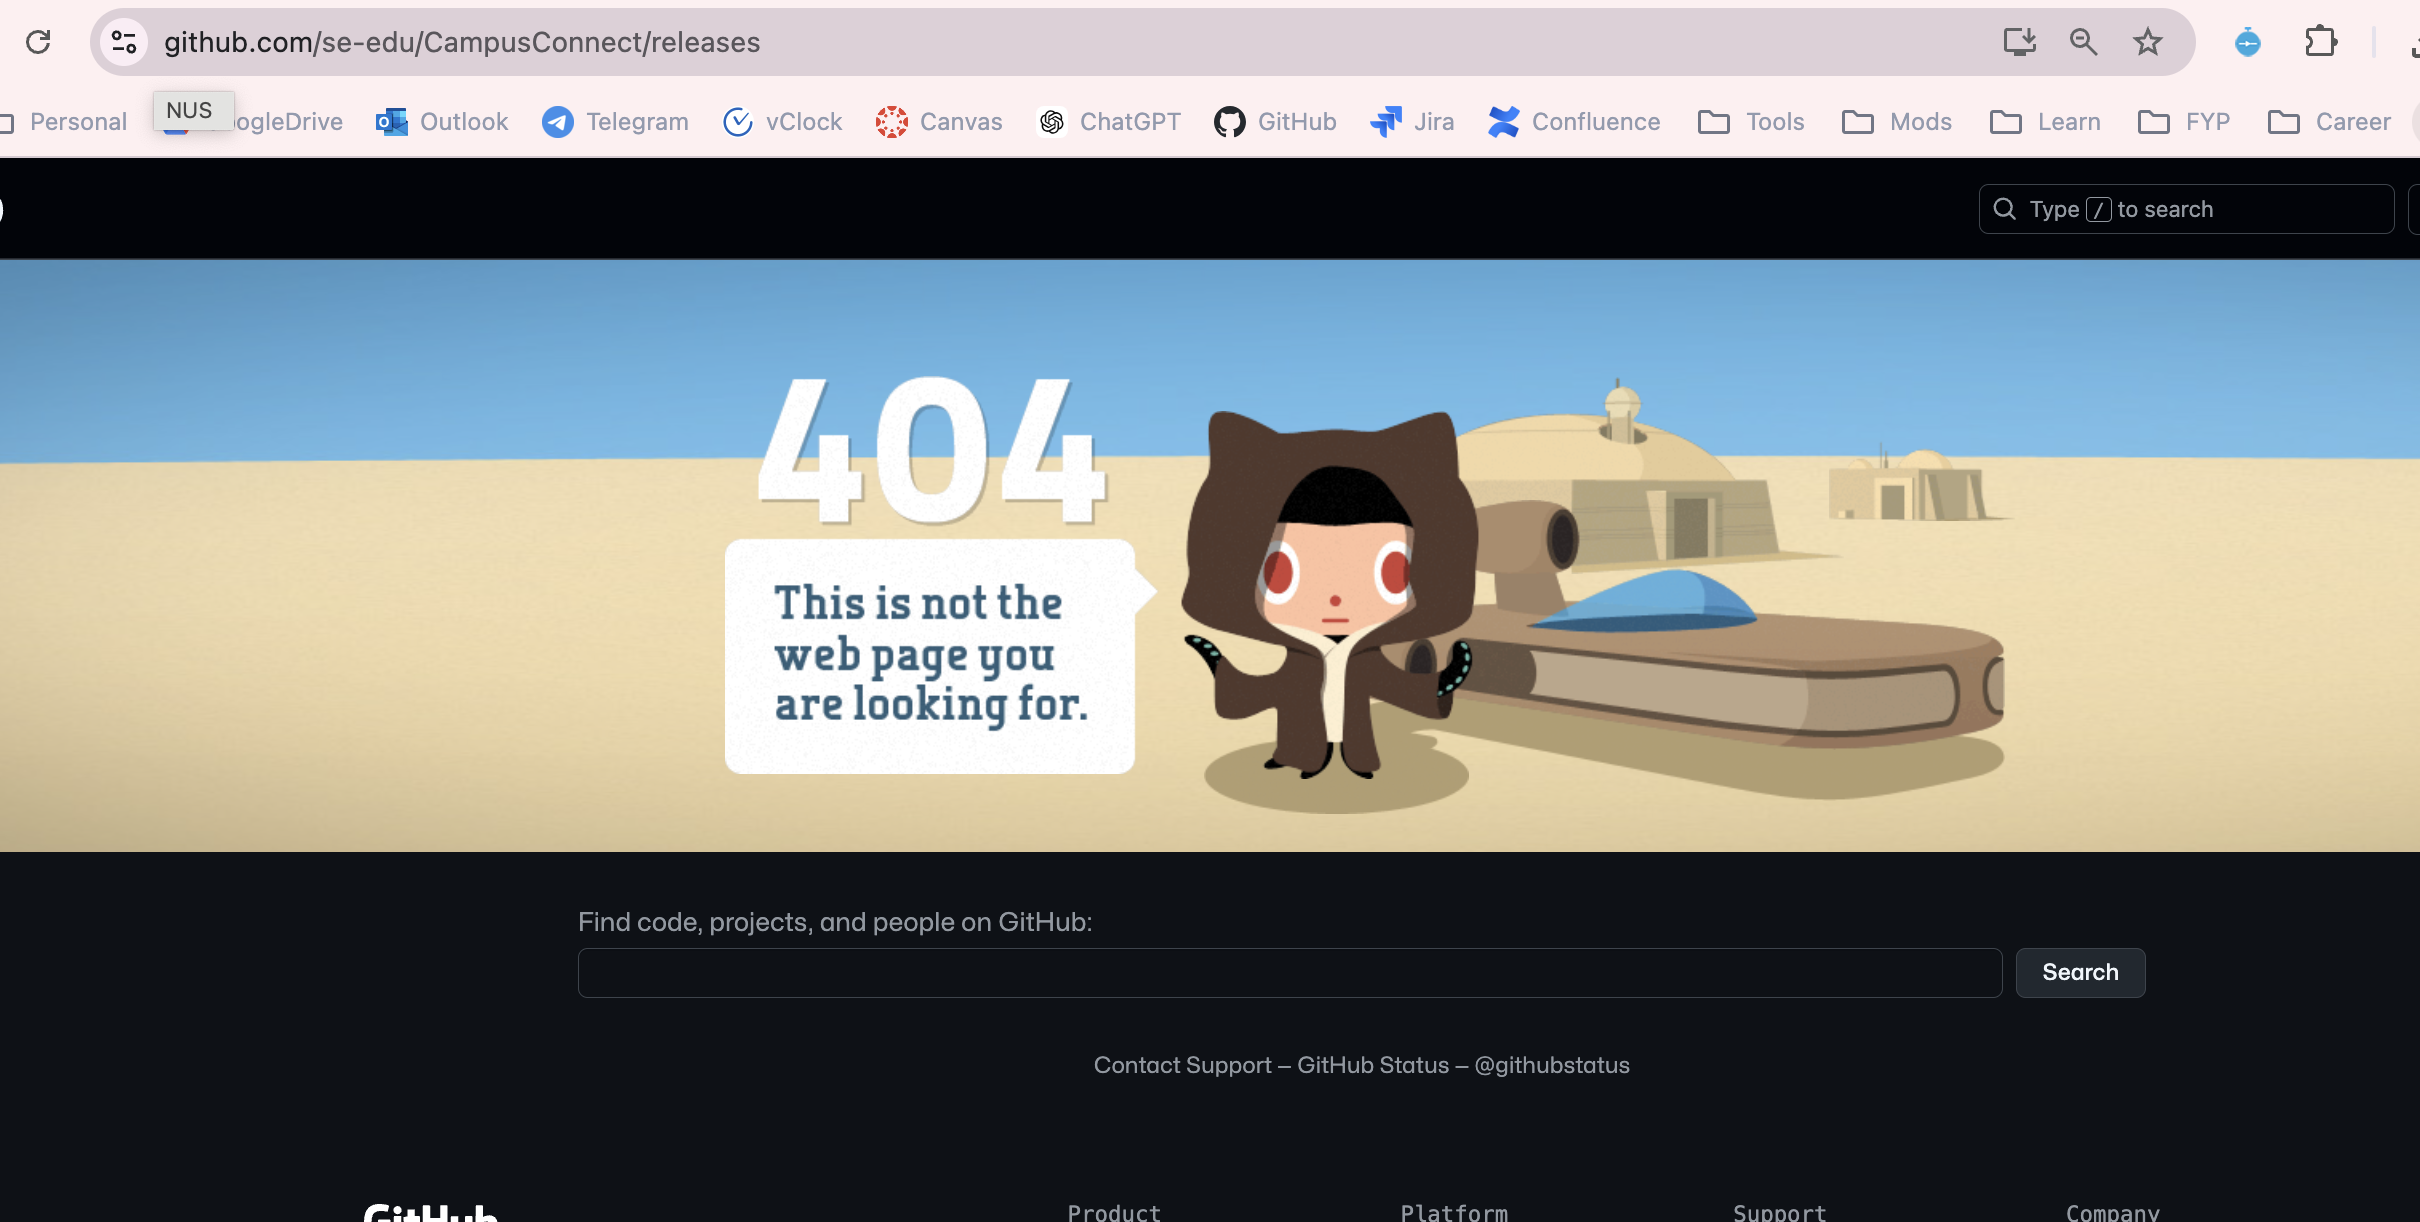 github.com/se-edu/CampusConnect/releases
NUS
Personal ogleDrive Outlook Telegram vClock Canvas ChatGPT GitHub Jira Confluence Tools Mods Learn FYP Career
Type / to search
404
This is not the
web page you
are looking for.
Find code, projects, and people on GitHub:
Search
Contact Support — GitHub Status — @githubstatus
GitHub
Product Platform Support Company